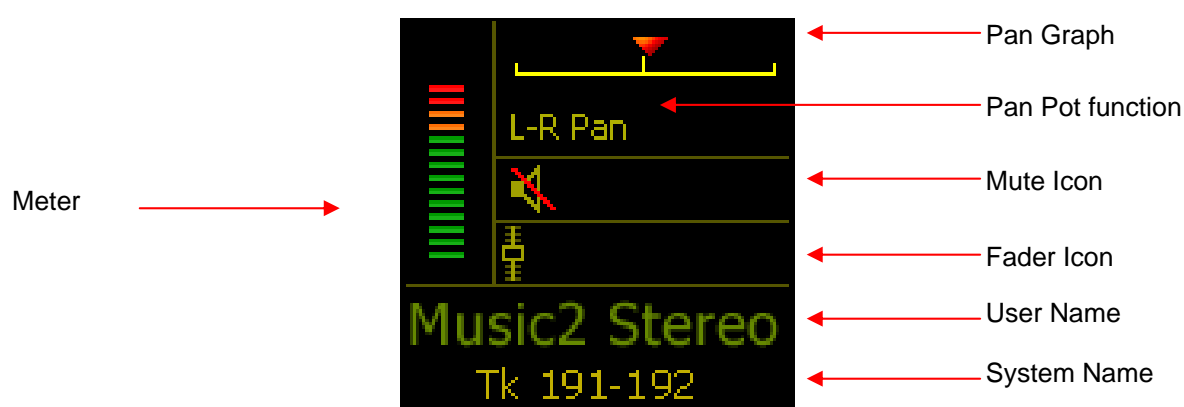 Pan Graph
Pan Pot function
L-R Pan
Mute Icon
Meter
Fader Icon
Music2 Stereo
User Name
Tk 191-192
System Name